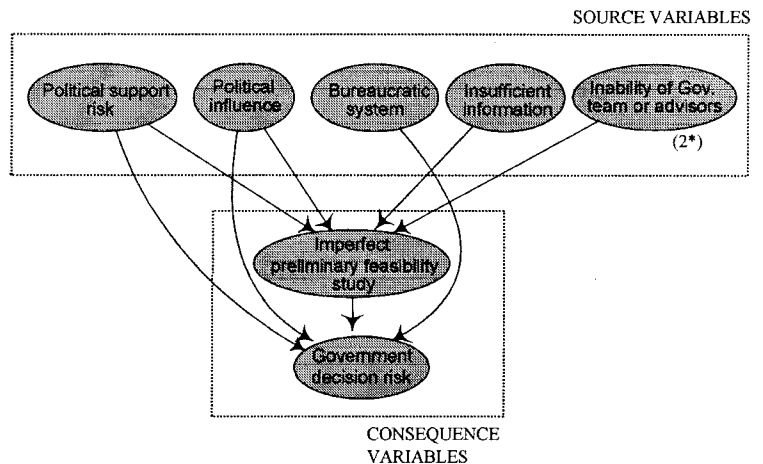 SOURCE VARIABLES
Political support
risk
Political
influence
Bureaucratic
system
Insufficient
information
Inability of Gov.
team or advisors
(2*)
Imperfect
preliminary feasibility
study
Government
decision risk
CONSEQUENCE
VARIABLES